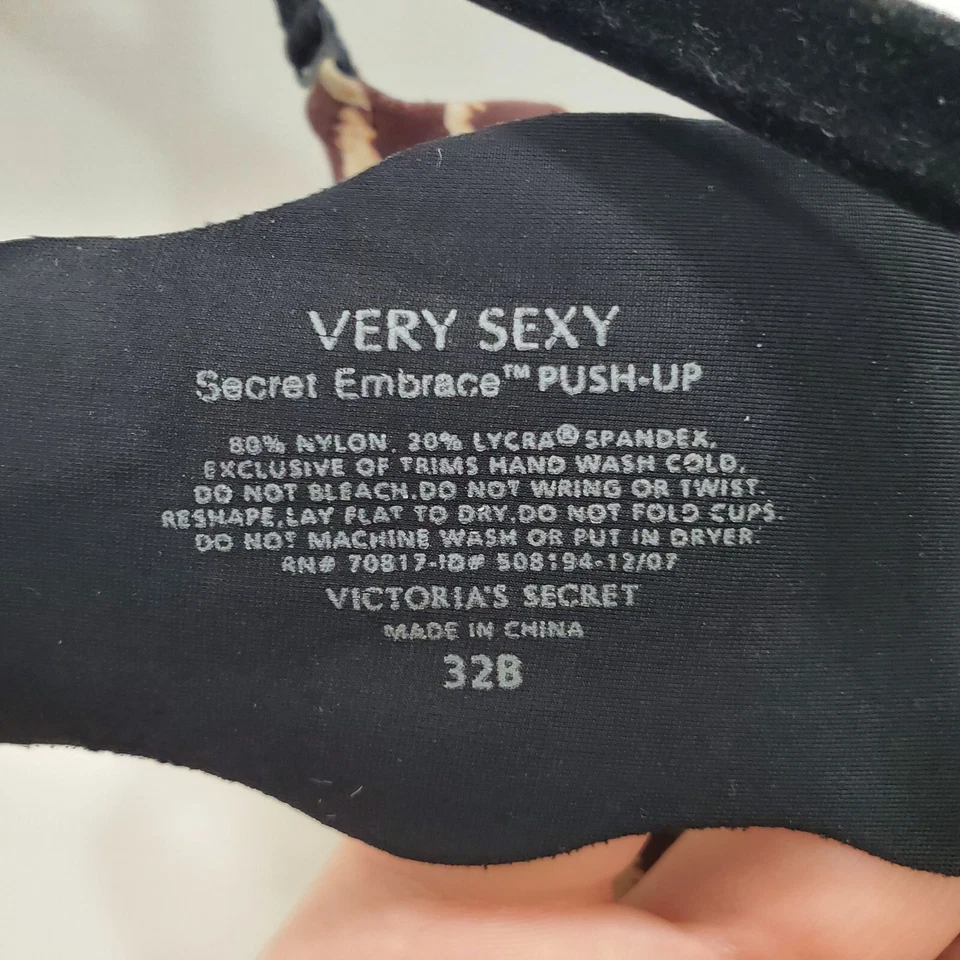 VERY SEXY
Secret Embrace™ PUSH-UP
80% NYLON. 20% LYCRA® SPANDEX.
EXCLUSIVE OF TRIMS HAND WASH COLD.
DO NOT BLEACH.DO NOT WRING OR TWIST.
RESHAPE.LAY FLAT TO DRY.DO NOT FOLD CUPS.
DO NOT MACHINE WASH OR PUT IN DRYER.
RN# 70817-ID# 508194-12/07
VICTORIA'S SECRET
MADE IN CHINA
32B